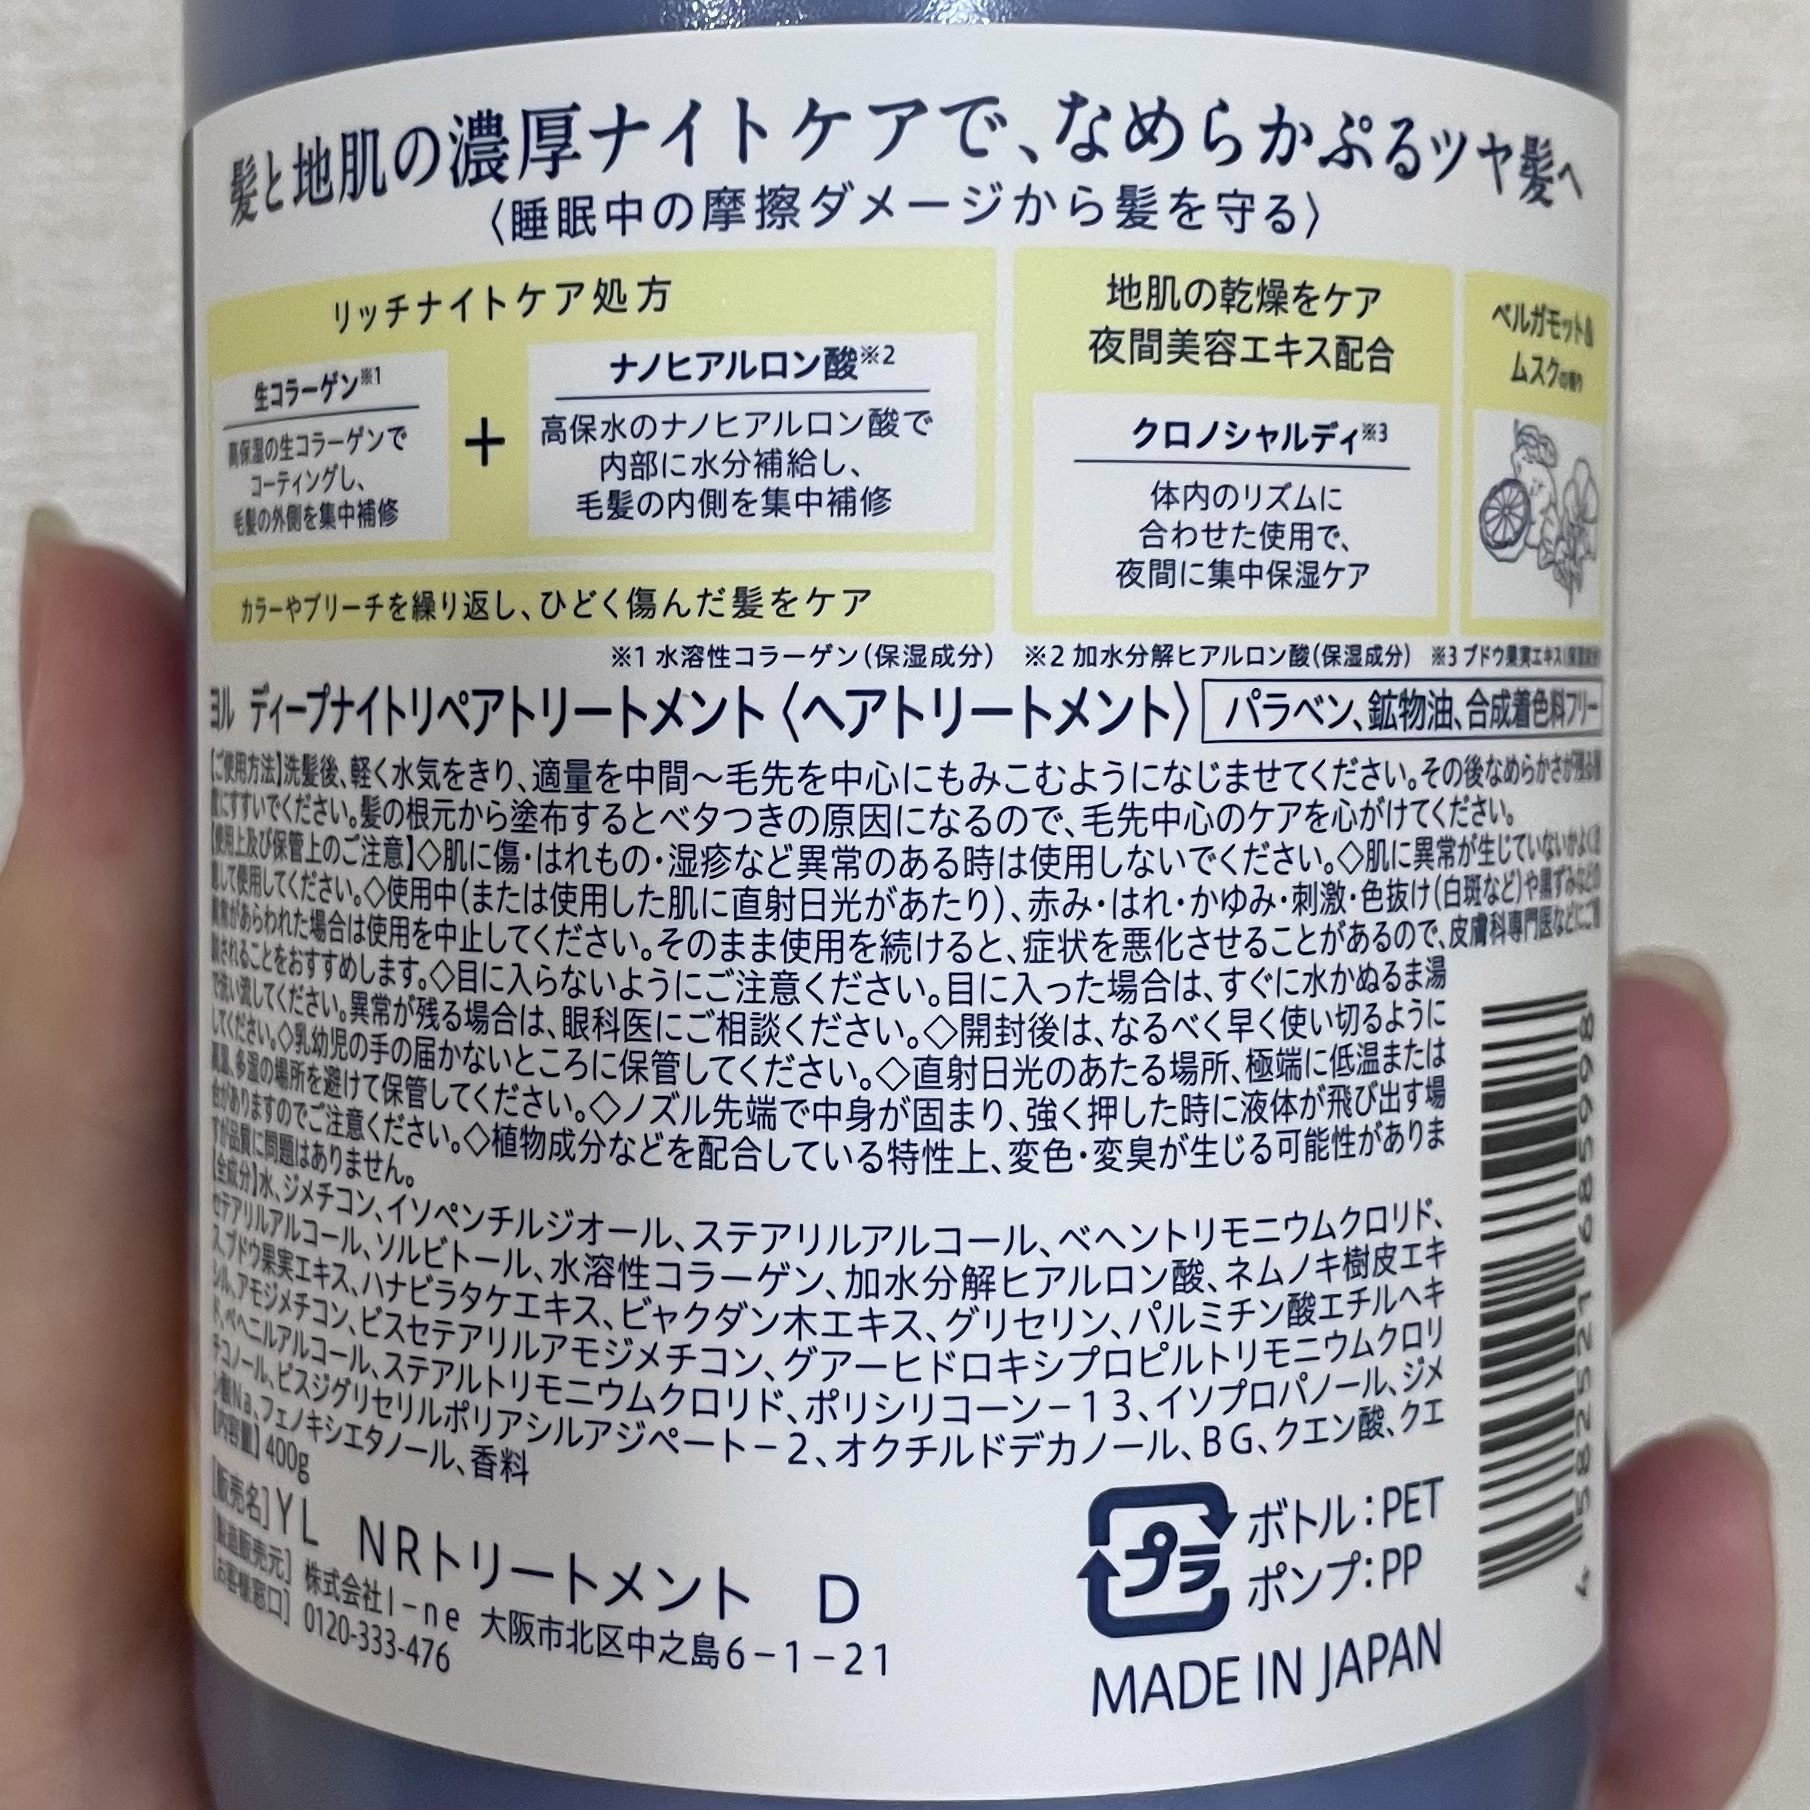 髪と地肌の濃厚ナイトケアで、なめらかぷるツヤ髪へ
〈睡眠中の摩擦ダメージから髪を守る〉
リッチナイトケア処方
生コラーゲン※1
高保湿の生コラーゲンで
コーティングし、
毛髪の外側を集中補修
+
ナノヒアルロン酸※2
高保水のナノヒアルロン酸で
内部に水分補給し、
毛髪の内側を集中補修
カラーやブリーチを繰り返し、ひどく傷んだ髪をケア
地肌の乾燥をケア
夜間美容エキス配合
クロノシャルディ※3
体内のリズムに
合わせた使用で、
夜間に集中保湿ケア
ベルガモット&
ムスクの香り
※1 水溶性コラーゲン(保湿成分) ※2 加水分解ヒアルロン酸(保湿成分) ※3 ブドウ果実エキス(保湿成分)
ヨル ディープナイトリペアトリートメント〈ヘアトリートメント〉 パラベン、鉱物油、合成着色料フリー
【ご使用方法】洗髪後、軽く水気をきり、適量を中間〜毛先を中心にもみこむようになじませてください。その後なめらかさが残る程
度にすすいでください。髪の根元から塗布するとベタつきの原因になるので、毛先中心のケアを心がけてください。
【使用上及び保管上のご注意】◇肌に傷・はれもの・湿疹など異常のある時は使用しないでください。◇肌に異常が生じていないかよく注
意して使用してください。◇使用中(または使用した肌に直射日光があたり)、赤み・はれ・かゆみ・刺激・色抜け(白斑など)や黒ずみなどの
異常があらわれた場合は使用を中止してください。そのまま使用を続けると、症状を悪化させることがあるので、皮膚科専門医などにご相
談されることをおすすめします。◇目に入らないようにご注意ください。目に入った場合は、すぐに水かぬるま湯
で洗い流してください。異常が残る場合は、眼科医にご相談ください。◇開封後は、なるべく早く使い切るように
してください。◇乳幼児の手の届かないところに保管してください。◇直射日光のあたる場所、極端に低温または
高温、多湿の場所を避けて保管してください。◇ノズル先端で中身が固まり、強く押した時に液体が飛び出す場
合がありますのでご注意ください。◇植物成分などを配合している特性上、変色・変臭が生じる可能性がありま
すが品質に問題はありません。
【全成分】水、ジメチコン、イソペンチルジオール、ステアリルアルコール、ベヘントリモニウムクロリド、
セテアリルアルコール、ソルビトール、水溶性コラーゲン、加水分解ヒアルロン酸、ネムノキ樹皮エキ
ス、ブドウ果実エキス、ハナビラタケエキス、ビャクダン木エキス、グリセリン、パルミチン酸エチルヘキ
シル、アモジメチコン、ビスセテアリルアモジメチコン、グアーヒドロキシプロピルトリモニウムクロリ
ド、ベヘニルアルコール、ステアルトリモニウムクロリド、ポリシリコーン－13、イソプロパノール、ジメ
チコノール、ビスジグリセリルポリアシルアジペート－2、オクチルドデカノール、BG、クエン酸、クエ
ン酸Na、フェノキシエタノール、香料
【内容量】400g
[販売名]YL NRトリートメント D
[製造販売元] 株式会社I-ne 大阪市北区中之島6－1－21
[お客様窓口] 0120-333-476
プラ
ボトル:PET
ポンプ:PP
MADE IN JAPAN